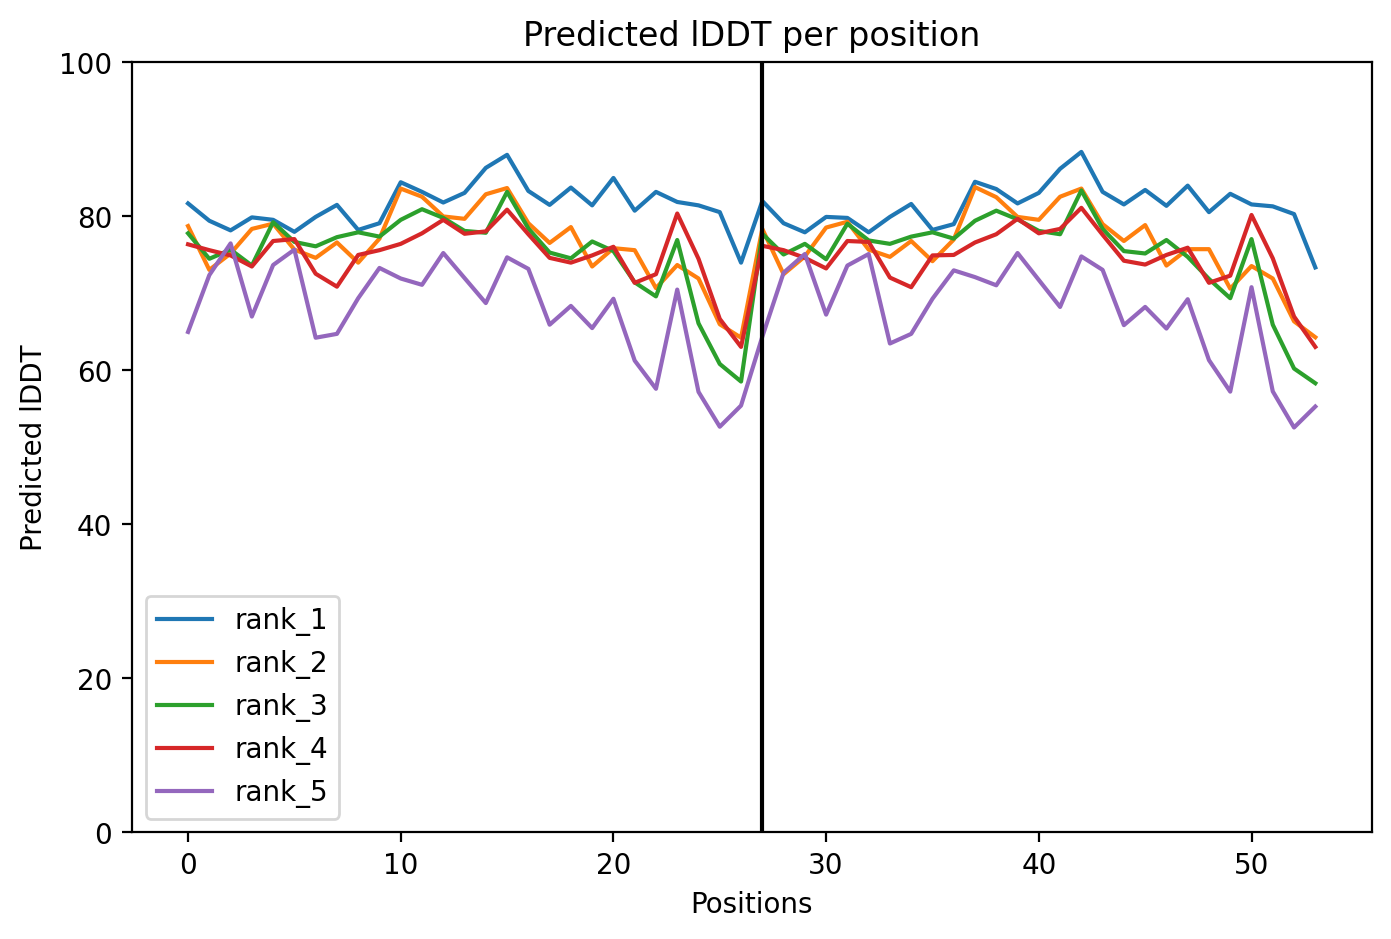 Predicted lDDT per position
100
80
60
40
20
0
Predicted lDDT
rank_1
rank_2
rank_3
rank_4
rank_5
0 10 20 30 40 50
Positions